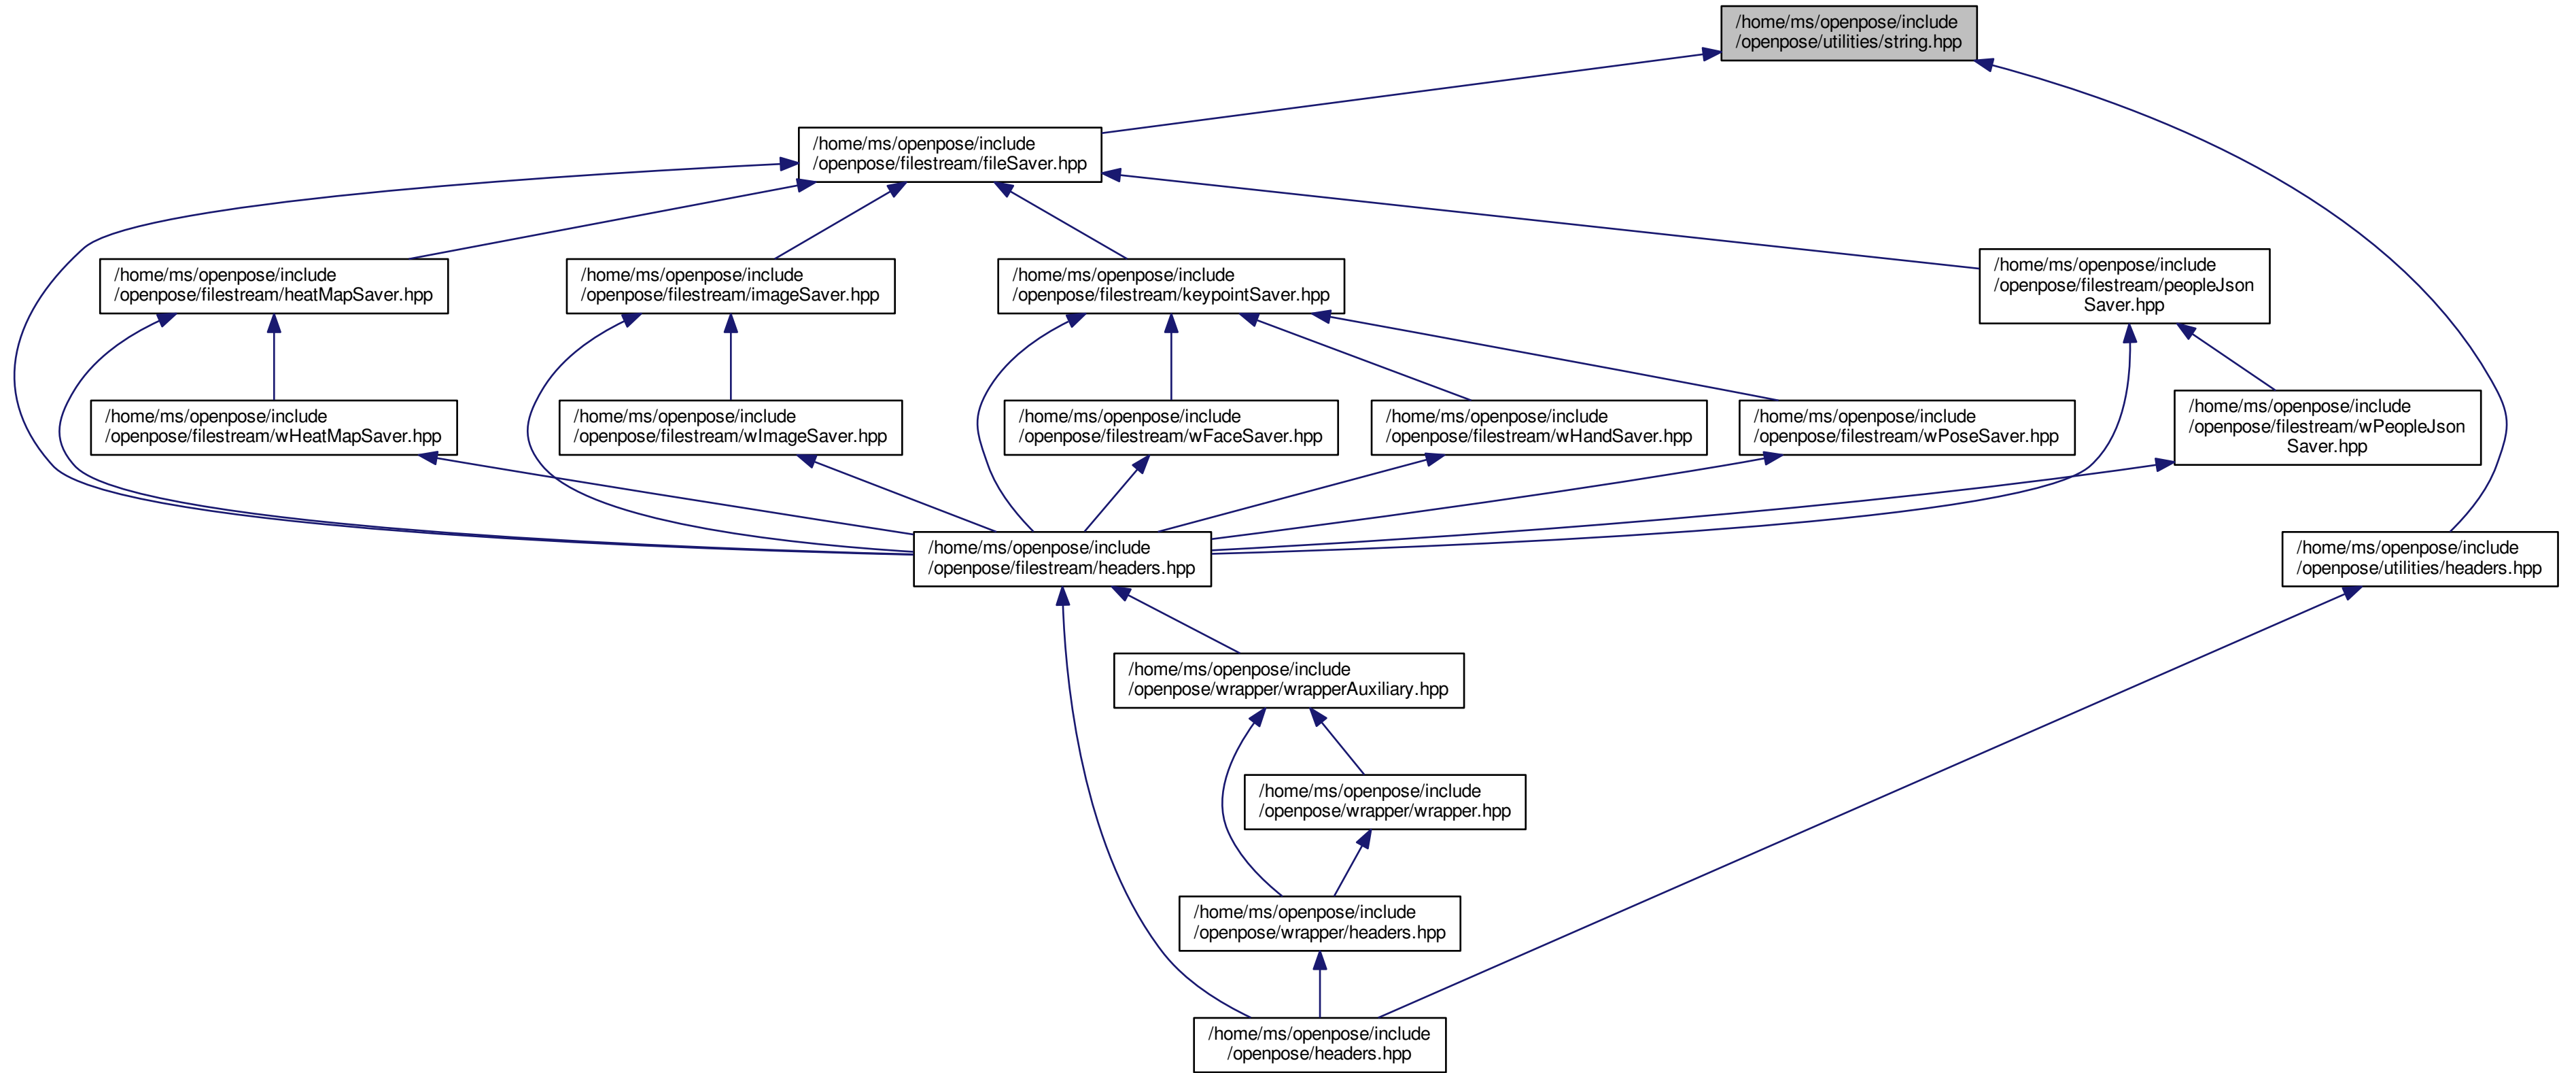 /home/ms/openpose/include
/openpose/utilities/string.hpp
/home/ms/openpose/include
/openpose/filestream/fileSaver.hpp
/home/ms/openpose/include
/openpose/filestream/heatMapSaver.hpp
/home/ms/openpose/include
/openpose/filestream/imageSaver.hpp
/home/ms/openpose/include
/openpose/filestream/keypointSaver.hpp
/home/ms/openpose/include
/openpose/filestream/peopleJson
Saver.hpp
/home/ms/openpose/include
/openpose/filestream/wHeatMapSaver.hpp
/home/ms/openpose/include
/openpose/filestream/wImageSaver.hpp
/home/ms/openpose/include
/openpose/filestream/wFaceSaver.hpp
/home/ms/openpose/include
/openpose/filestream/wHandSaver.hpp
/home/ms/openpose/include
/openpose/filestream/wPoseSaver.hpp
/home/ms/openpose/include
/openpose/filestream/wPeopleJson
Saver.hpp
/home/ms/openpose/include
/openpose/filestream/headers.hpp
/home/ms/openpose/include
/openpose/utilities/headers.hpp
/home/ms/openpose/include
/openpose/wrapper/wrapperAuxiliary.hpp
/home/ms/openpose/include
/openpose/wrapper/wrapper.hpp
/home/ms/openpose/include
/openpose/wrapper/headers.hpp
/home/ms/openpose/include
/openpose/headers.hpp